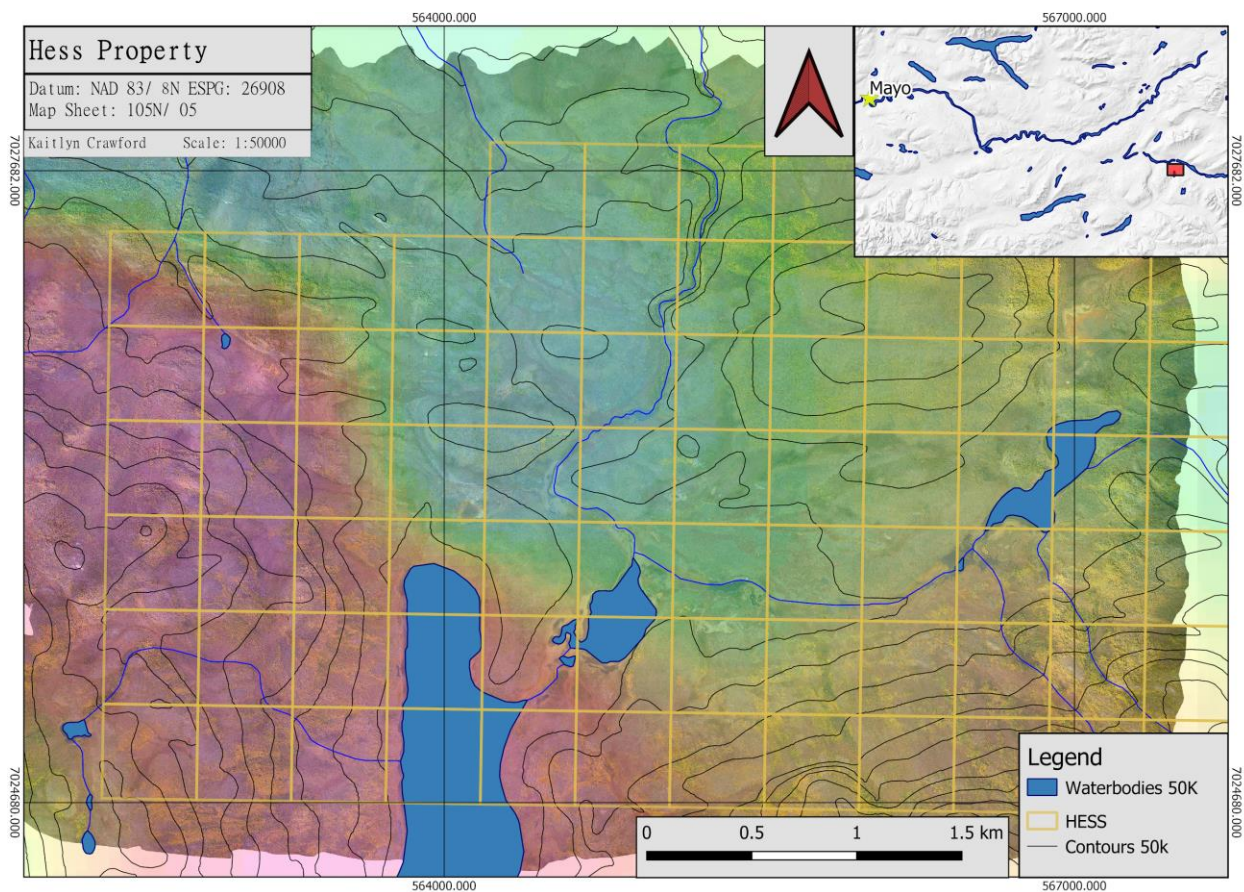 564000.000
567000.000
Hess Property
Datum: NAD 83/ 8N ESPG: 26908
Map Sheet: 105N/ 05
Kaitlyn Crawford Scale: 1:50000
Mayo
7027682.000
7027682.000
7024680.000
7024680.000
Legend
Waterbodies 50K
HESS
Contours 50k
0 0.5 1 1.5 km
564000.000
567000.000